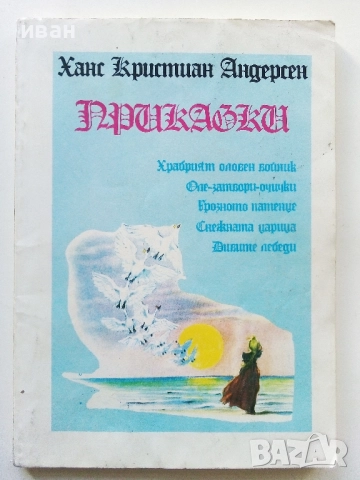 иван
Ханс Кристиан Андерсен
ПРИКАЗКИ
Храбрият оловен войник
Оле-затвори-очички
Грозното патенце
Снежната царица
Дивите лебеди
BAZAR
bg